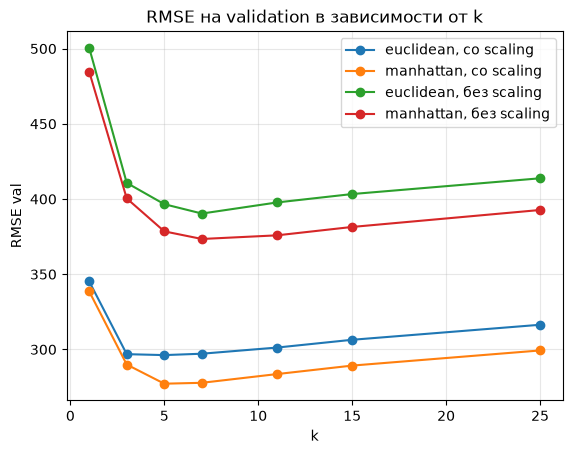 RMSE на validation в зависимости от k
500
450
400
350
300
RMSE val
euclidean, со scaling
manhattan, со scaling
euclidean, без scaling
manhattan, без scaling
0
5
10
15
20
25
k